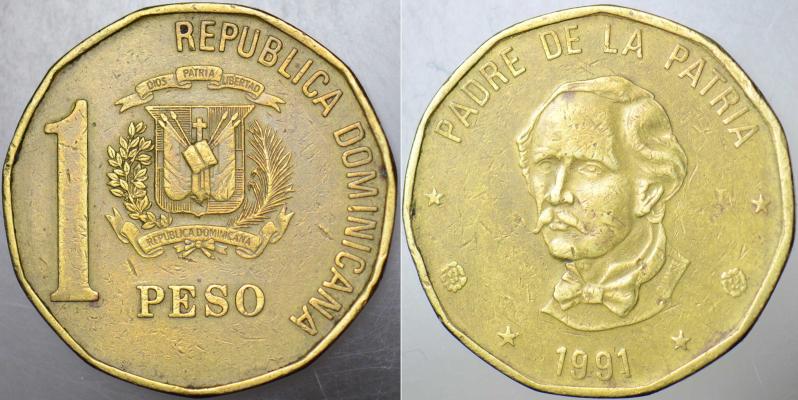 REPUBLICA DOMINICANA
DIOS PATRIA LIBERTAD
1
REPUBLICA DOMINICANA
PESO
PADRE DE LA PATRIA
1991